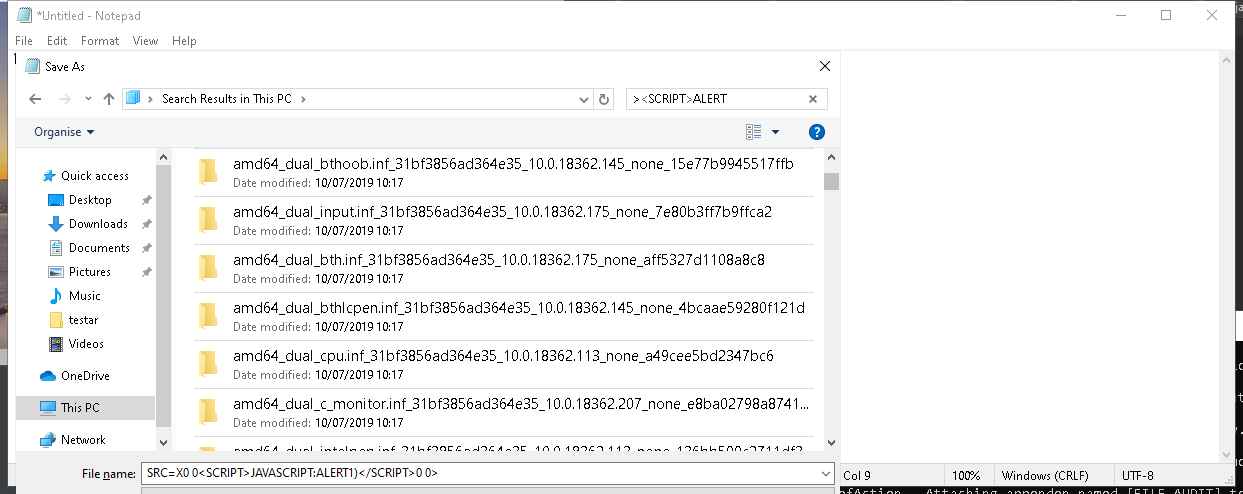 *Untitled - Notepad
File Edit Format View Help
1
Save As
Search Results in This PC
><SCRIPT>ALERT
Organise
Quick access
Desktop
Downloads
Documents
Pictures
Music
testar
Videos
OneDrive
This PC
Network
amd64_dual_bthoob.inf_31bf3856ad364e35_10.0.18362.145_none_15e77b9945517ffb
Date modified: 10/07/2019 10:17
amd64_dual_input.inf_31bf3856ad364e35_10.0.18362.175_none_7e80b3ff7b9ffca2
Date modified: 10/07/2019 10:17
amd64_dual_bth.inf_31bf3856ad364e35_10.0.18362.175_none_aff5327d1108a8c8
Date modified: 10/07/2019 10:17
amd64_dual_bthlcpen.inf_31bf3856ad364e35_10.0.18362.145_none_4bcaae59280f121d
Date modified: 10/07/2019 10:17
amd64_dual_cpu.inf_31bf3856ad364e35_10.0.18362.113_none_a49cee5bd2347bc6
Date modified: 10/07/2019 10:17
amd64_dual_c_monitor.inf_31bf3856ad364e35_10.0.18362.207_none_e8ba02798a8741...
Date modified: 10/07/2019 10:17
File name: SRC=X0 0<SCRIPT>JAVASCRIPT:ALERT1)</SCRIPT>0 0>
Col 9 100% Windows (CRLF) UTF-8